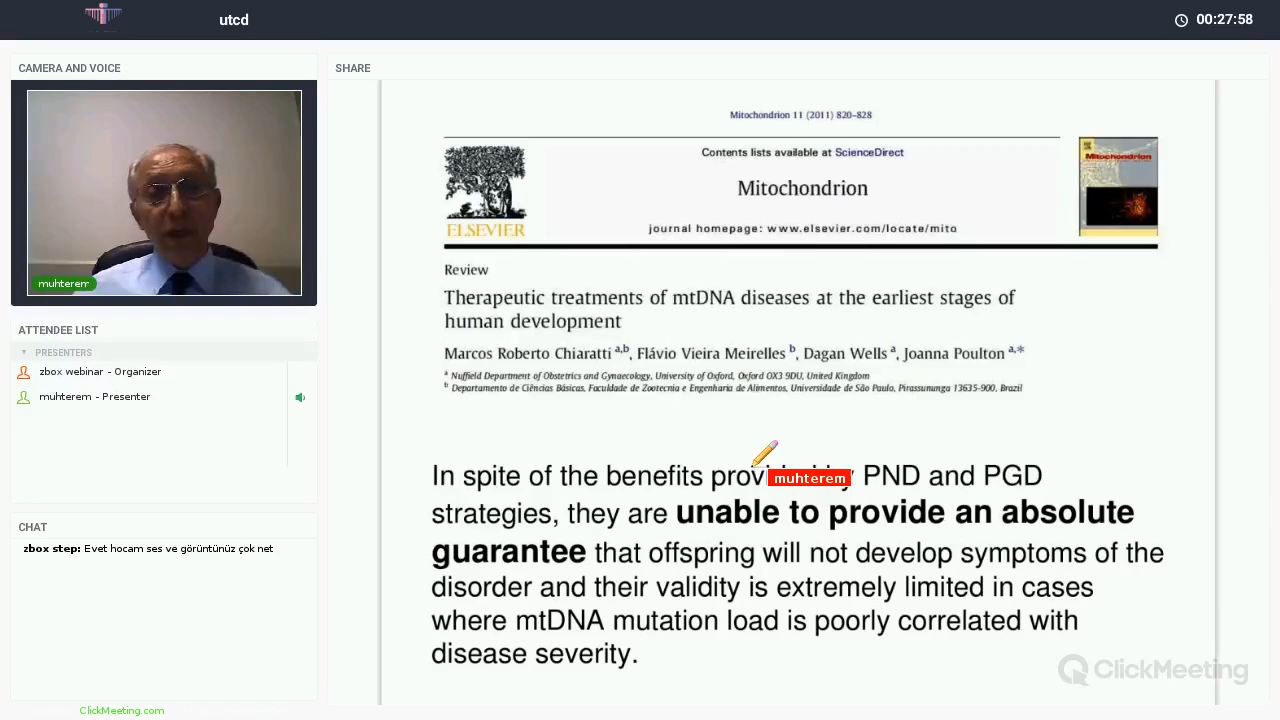 utcd
00:27:58
CAMERA AND VOICE
muhterem
ATTENDEE LIST
PRESENTERS
zbox webinar - Organizer
muhterem - Presenter
CHAT
zbox step: Evet hocam ses ve görüntünüz çok net
ClickMeeting.com
SHARE
Mitochondrion 11 (2011) 820–828
Contents lists available at ScienceDirect
Mitochondrion
journal homepage: www.elsevier.com/locate/mito
ELSEVIER
Mitochondrion
Review
Therapeutic treatments of mtDNA diseases at the earliest stages of
human development
Marcos Roberto Chiaratti a,b, Flávio Vieira Meirelles b, Dagan Wells a, Joanna Poulton a,*
a Nuffield Department of Obstetrics and Gynaecology, University of Oxford, Oxford OX3 9DU, United Kingdom
b Departamento de Ciências Básicas, Faculdade de Zootecnia e Engenharia de Alimentos, Universidade de São Paulo, Pirassununga 13635-900, Brazil
In spite of the benefits PND and PGD
muhterem
strategies, they are unable to provide an absolute
guarantee that offspring will not develop symptoms of the
disorder and their validity is extremely limited in cases
where mtDNA mutation load is poorly correlated with
disease severity.
ClickMeeting